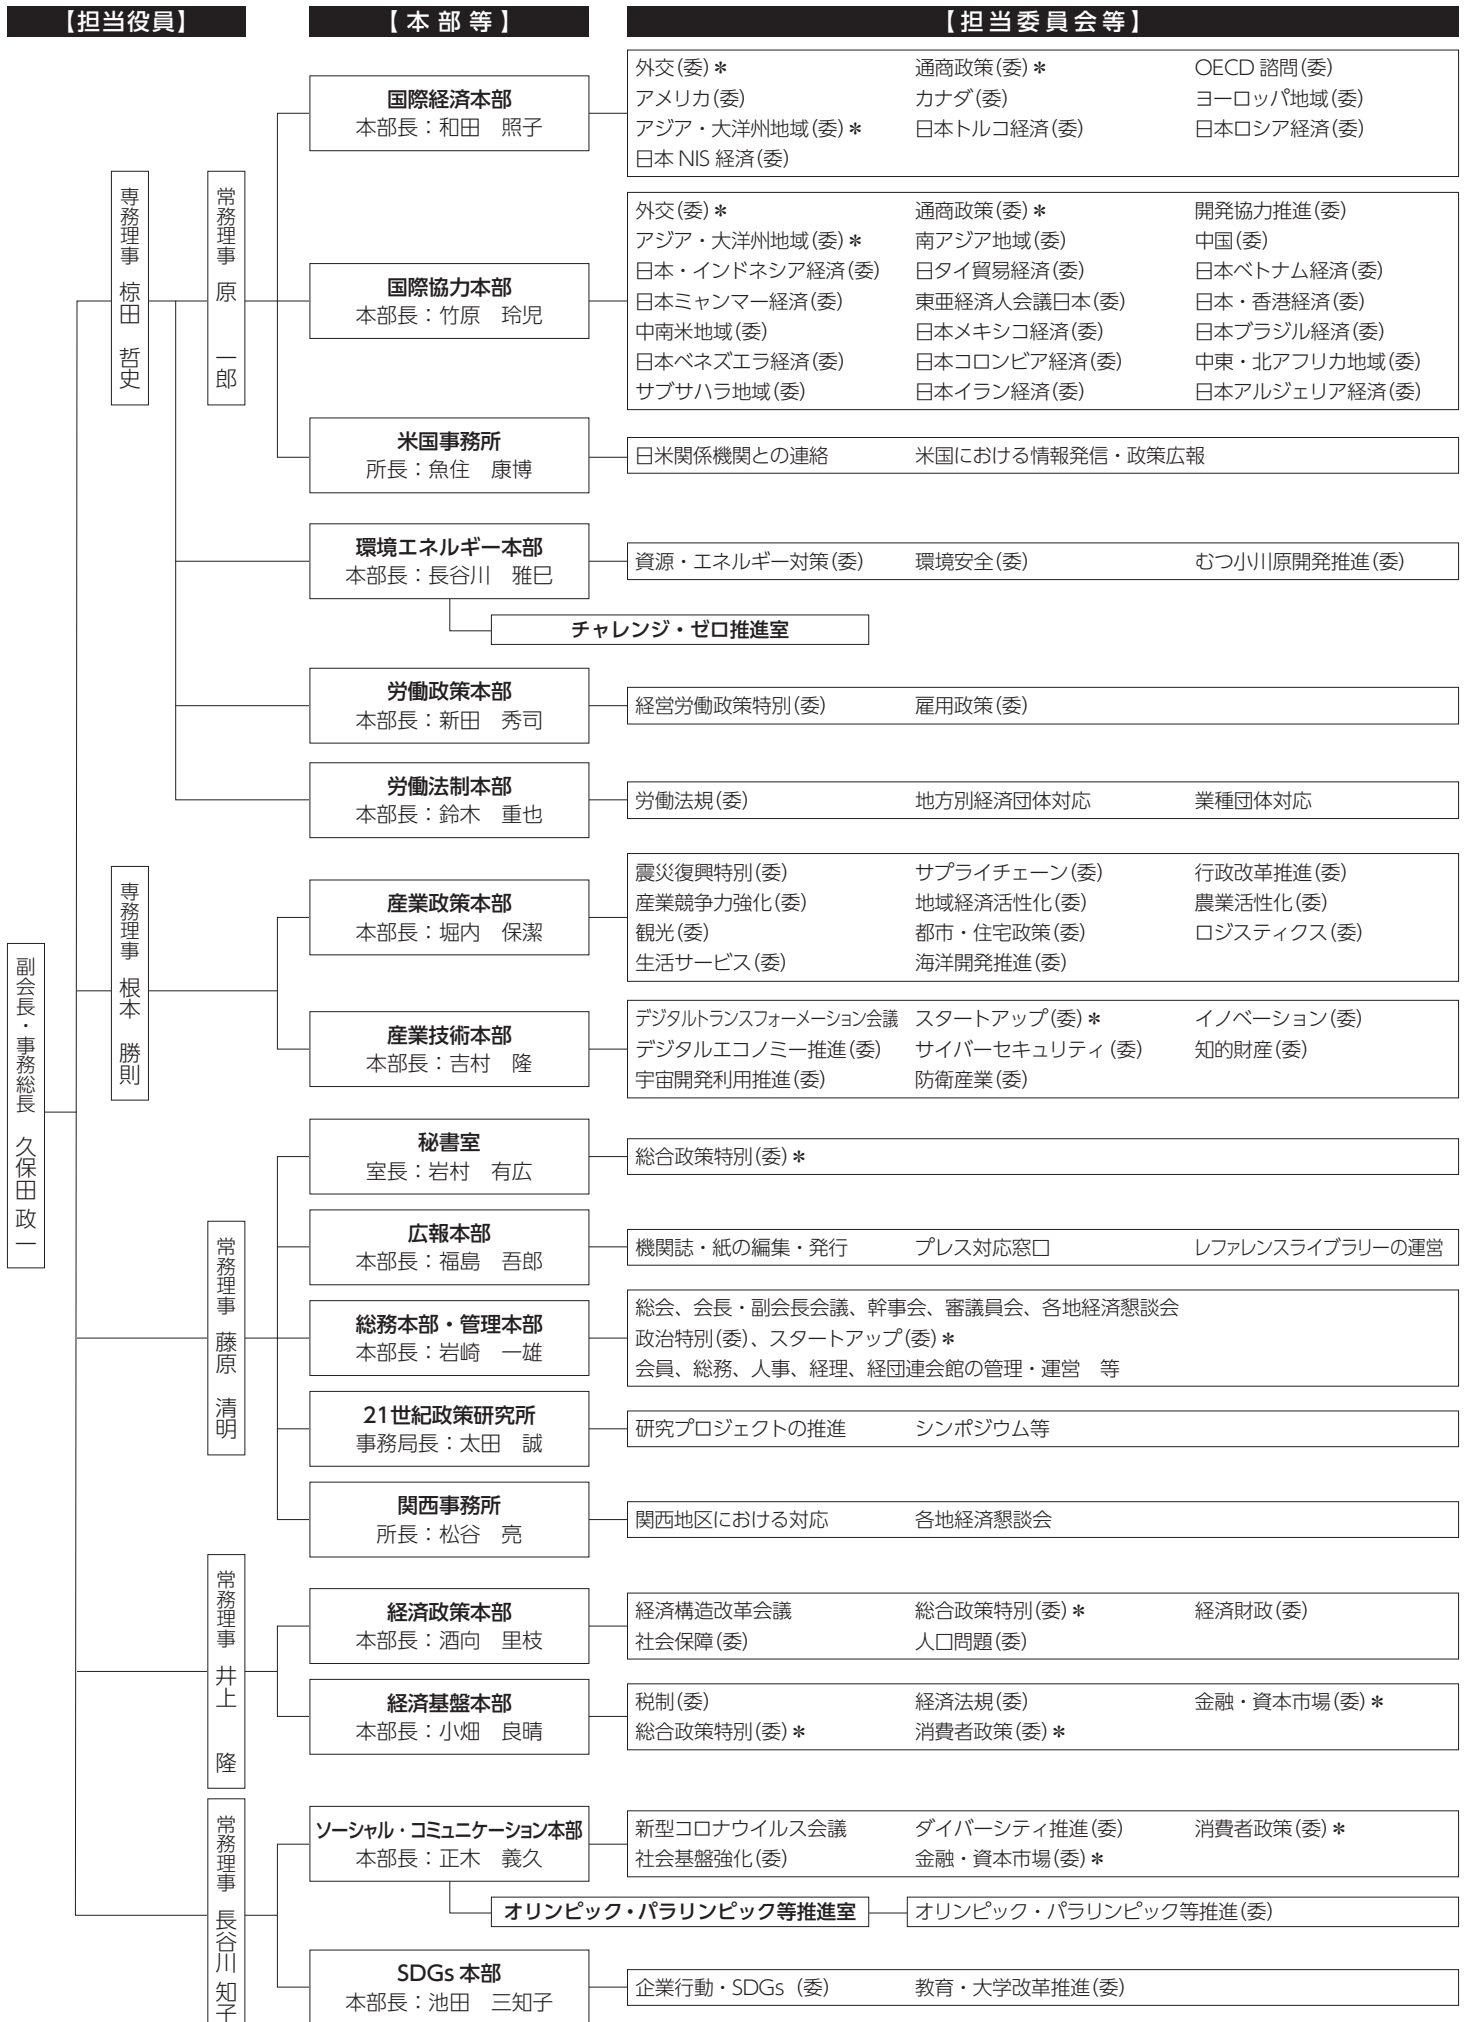 【担当役員】
【本部等】
【担当委員会等】
副会長・事務総長 久保田 政一
専務理事 椋田 哲史
常務理事 原 一郎
国際経済本部
本部長：和田 照子
外交(委)＊ 通商政策(委)＊ OECD 諮問(委)
アメリカ(委) カナダ(委) ヨーロッパ地域(委)
アジア・大洋州地域(委)＊ 日本トルコ経済(委) 日本ロシア経済(委)
日本 NIS 経済(委)
国際協力本部
本部長：竹原 玲児
外交(委)＊ 通商政策(委)＊ 開発協力推進(委)
アジア・大洋州地域(委)＊ 南アジア地域(委) 中国(委)
日本・インドネシア経済(委) 日タイ貿易経済(委) 日本ベトナム経済(委)
日本ミャンマー経済(委) 東亜経済人会議日本(委) 日本・香港経済(委)
中南米地域(委) 日本メキシコ経済(委) 日本ブラジル経済(委)
日本ベネズエラ経済(委) 日本コロンビア経済(委) 中東・北アフリカ地域(委)
サブサハラ地域(委) 日本イラン経済(委) 日本アルジェリア経済(委)
米国事務所
所長：魚住 康博
日米関係機関との連絡 米国における情報発信・政策広報
環境エネルギー本部
本部長：長谷川 雅巳
資源・エネルギー対策(委) 環境安全(委) むつ小川原開発推進(委)
チャレンジ・ゼロ推進室
労働政策本部
本部長：新田 秀司
経営労働政策特別(委) 雇用政策(委)
労働法制本部
本部長：鈴木 重也
労働法規(委) 地方別経済団体対応 業種団体対応
専務理事 根本 勝則
産業政策本部
本部長：堀内 保潔
震災復興特別(委) サプライチェーン(委) 行政改革推進(委)
産業競争力強化(委) 地域経済活性化(委) 農業活性化(委)
観光(委) 都市・住宅政策(委) ロジスティクス(委)
生活サービス(委) 海洋開発推進(委)
産業技術本部
本部長：吉村 隆
デジタルトランスフォーメーション会議 スタートアップ(委)＊ イノベーション(委)
デジタルエコノミー推進(委) サイバーセキュリティ(委) 知的財産(委)
宇宙開発利用推進(委) 防衛産業(委)
常務理事 藤原 清明
秘書室
室長：岩村 有広
総合政策特別(委)＊
広報本部
本部長：福島 吾郎
機関誌・紙の編集・発行 プレス対応窓口 レファレンスライブラリーの運営
総務本部・管理本部
本部長：岩崎 一雄
総会、会長・副会長会議、幹事会、審議員会、各地経済懇談会
政治特別(委)、スタートアップ(委)＊
会員、総務、人事、経理、経団連会館の管理・運営 等
21世紀政策研究所
事務局長：太田 誠
研究プロジェクトの推進 シンポジウム等
関西事務所
所長：松谷 亮
関西地区における対応 各地経済懇談会
常務理事 井上 隆
経済政策本部
本部長：酒向 里枝
経済構造改革会議 総合政策特別(委)＊ 経済財政(委)
社会保障(委) 人口問題(委)
経済基盤本部
本部長：小畑 良晴
税制(委) 経済法規(委) 金融・資本市場(委)＊
総合政策特別(委)＊ 消費者政策(委)＊
常務理事 長谷川 知子
ソーシャル・コミュニケーション本部
本部長：正木 義久
新型コロナウイルス会議 ダイバーシティ推進(委) 消費者政策(委)＊
社会基盤強化(委) 金融・資本市場(委)＊
オリンピック・パラリンピック等推進室
オリンピック・パラリンピック等推進(委)
SDGs 本部
本部長：池田 三知子
企業行動・SDGs (委) 教育・大学改革推進(委)